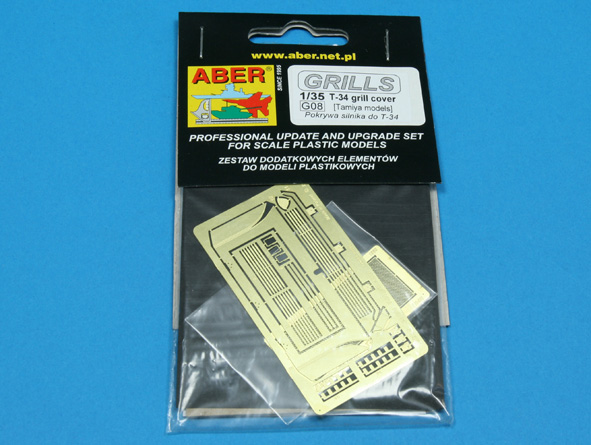 www.aber.net.pl
ABER®
SINCE 1995
GRILLS
1/35 T-34 grill cover
G08 [Tamiya models]
Pokrywa silnika do T-34
PROFESSIONAL UPDATE AND UPGRADE SET
FOR SCALE PLASTIC MODELS
ZESTAW DODATKOWYCH ELEMENTÓW
DO MODELI PLASTIKOWYCH